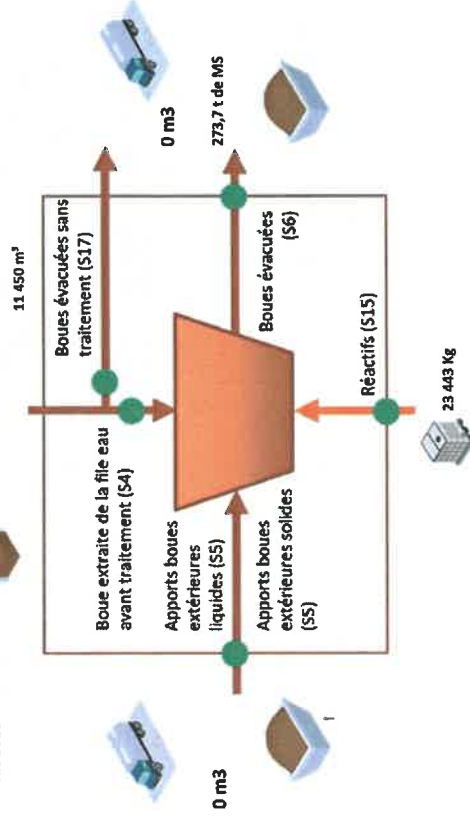 11 450 m³
Boues évacuées sans
traitement (S17)
0 m3
Boue extraite de la file eau
avant traitement (S4)
273,7 t de MS
Apports boues
extérieures
liquides (S5)
Boues évacuées
(S6)
0 m3
Apports boues
extérieures solides
(S5)
Réactifs (S15)
23 443 Kg